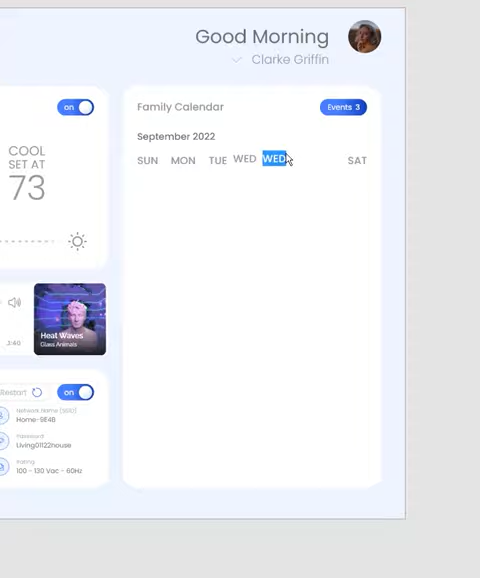 Good Morning
Clarke Griffin
on
Family Calendar
Events 3
September 2022
SUN MON TUE WED WED SAT
COOL
SET AT
73
Heat Waves
Glass Animals
Restart
on
Network Name (SSID)
Home-9E4B
Password
Living01122house
Rating
100 - 130 Vac - 60Hz